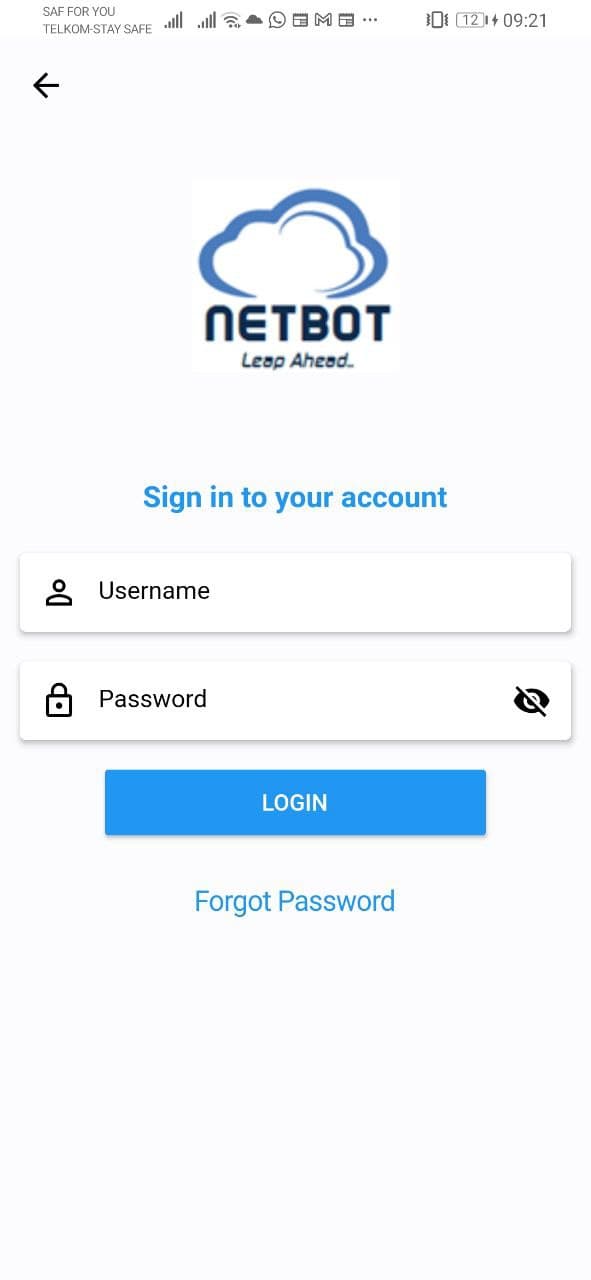 SAF FOR YOU
TELKOM-STAY SAFE
12
09:21
NETBOT
Leap Ahead..
Sign in to your account
Username
Password
LOGIN
Forgot Password